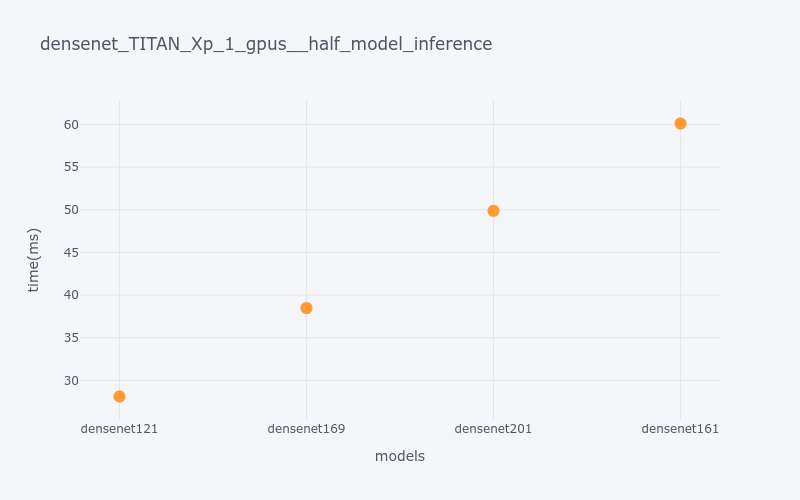 densenet_TITAN_Xp_1_gpus__half_model_inference
time(ms)
60
55
50
45
40
35
30
densenet121 densenet169 densenet201 densenet161
models